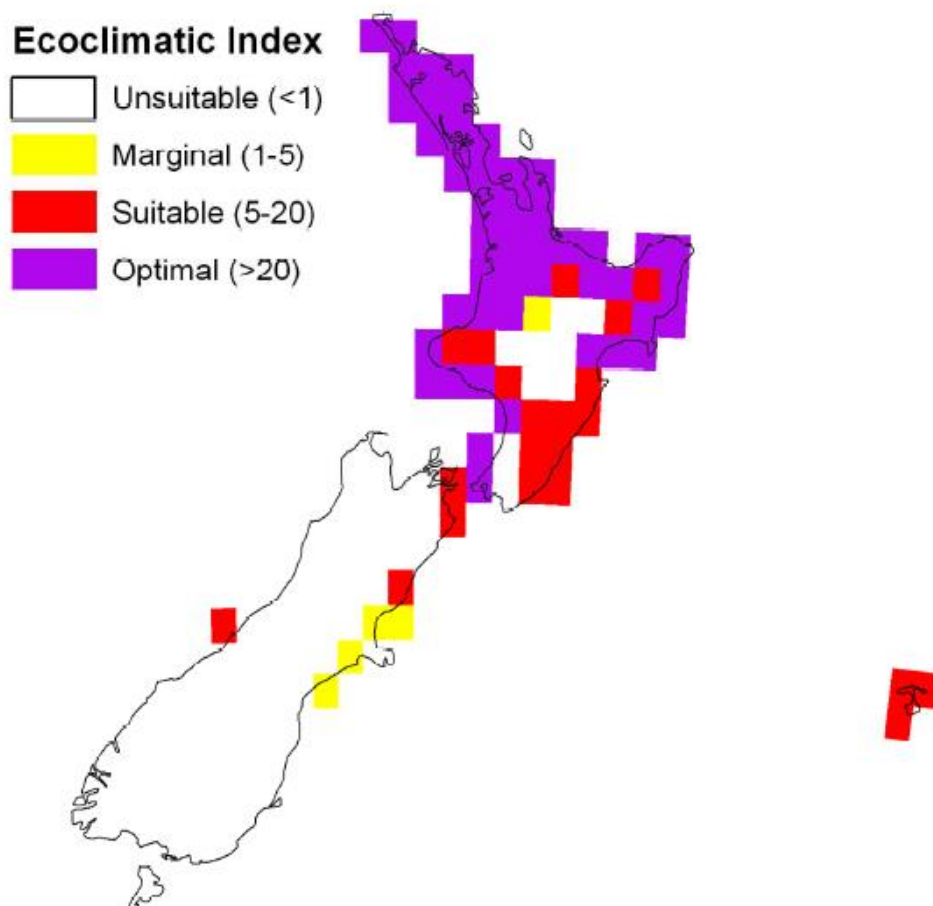 Ecoclimatic Index
Unsuitable (<1)
Marginal (1-5)
Suitable (5-20)
Optimal (>20)